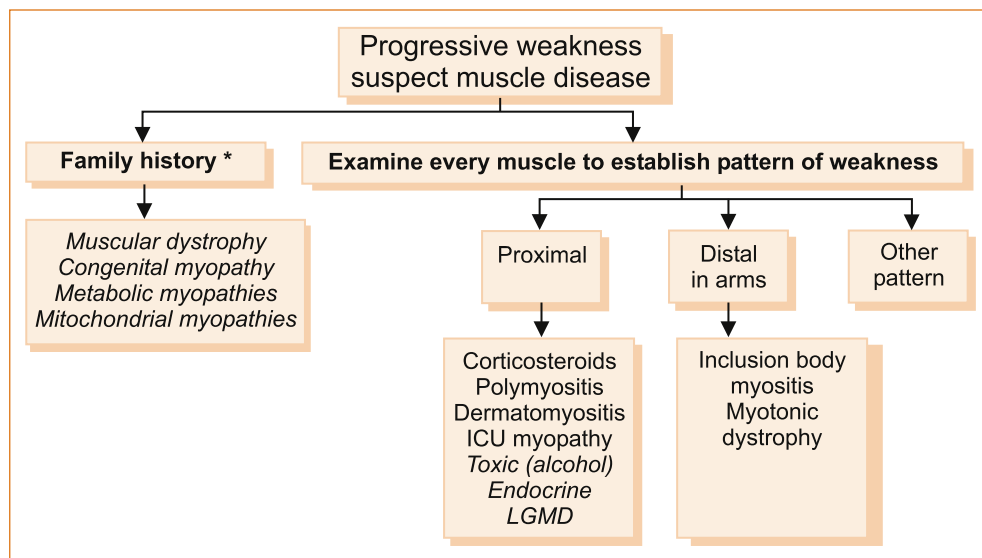 Progressive weakness
suspect muscle disease
Family history *
Examine every muscle to establish pattern of weakness
Muscular dystrophy
Congenital myopathy
Metabolic myopathies
Mitochondrial myopathies
Proximal
Distal
in arms
Other
pattern
Corticosteroids
Polymyositis
Dermatomyositis
ICU myopathy
Toxic (alcohol)
Endocrine
LGMD
Inclusion body
myositis
Myotonic
dystrophy